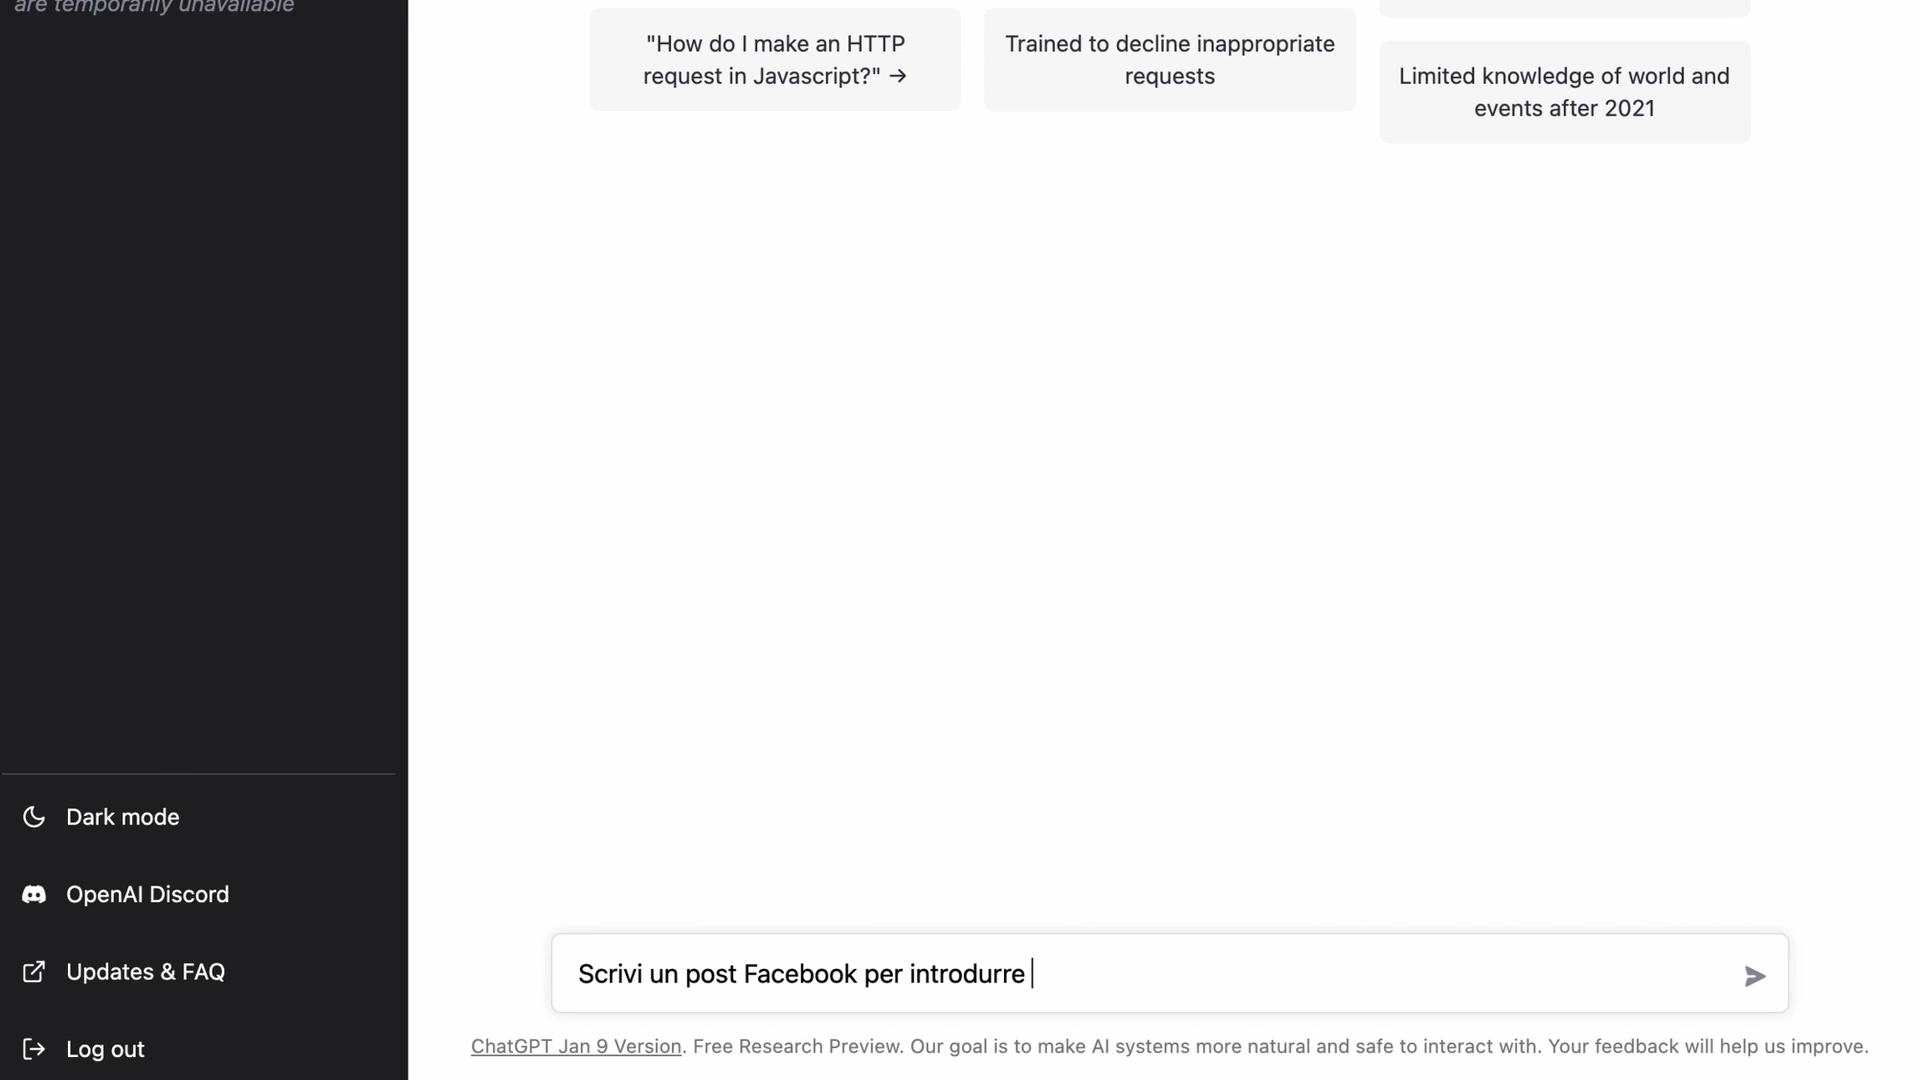 are temporarily unavailable
"How do I make an HTTP
request in Javascript?" →
Trained to decline inappropriate
requests
Limited knowledge of world and
events after 2021
Dark mode
OpenAI Discord
Updates & FAQ
Log out
Scrivi un post Facebook per introdurre
ChatGPT Jan 9 Version. Free Research Preview. Our goal is to make AI systems more natural and safe to interact with. Your feedback will help us improve.